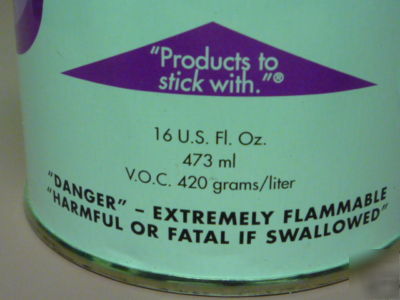 "Products to
stick with."®
16 U.S. Fl. Oz.
473 ml
V.O.C. 420 grams/liter
"DANGER" – EXTREMELY FLAMMABLE
"HARMFUL OR FATAL IF SWALLOWED"